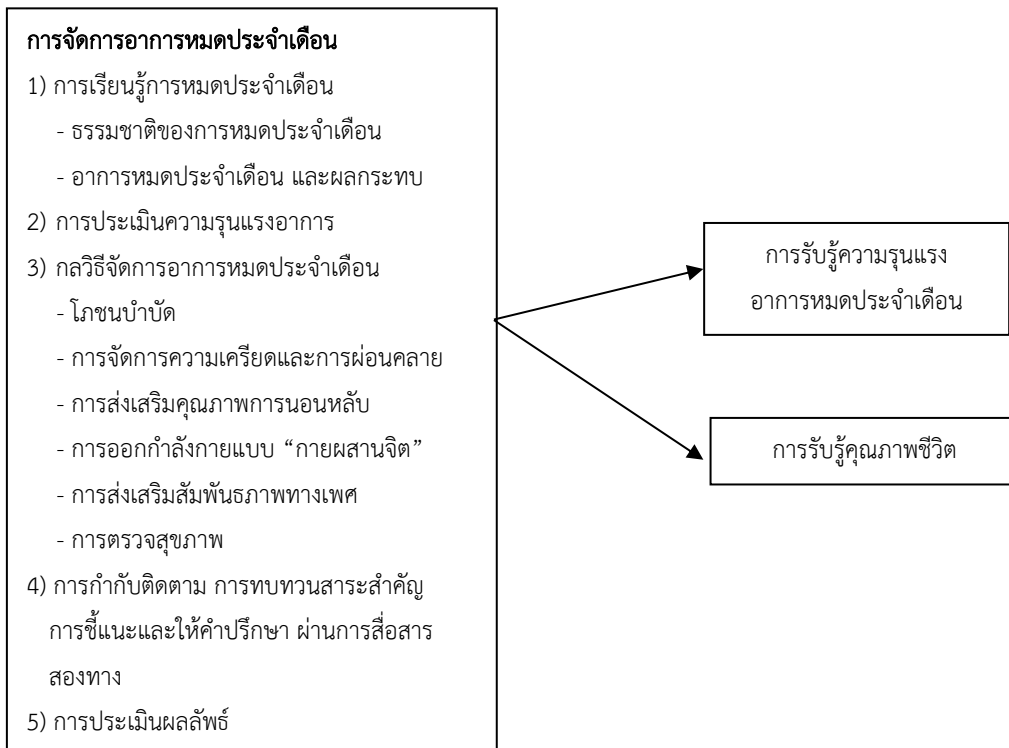 การจัดการอาการหมดประจำเดือน
1) การเรียนรู้การหมดประจำเดือน
- ธรรมชาติของการหมดประจำเดือน
- อาการหมดประจำเดือน และผลกระทบ
2) การประเมินความรุนแรงอาการ
3) กลวิธีจัดการอาการหมดประจำเดือน
- โภชนบำบัด
- การจัดการความเครียดและการผ่อนคลาย
- การส่งเสริมคุณภาพการนอนหลับ
- การออกกำลังกายแบบ “กายผสานจิต”
- การส่งเสริมสัมพันธภาพทางเพศ
- การตรวจสุขภาพ
4) การกำกับติดตาม การทบทวนสาระสำคัญ
การชี้แนะและให้คำปรึกษา ผ่านการสื่อสาร
สองทาง
5) การประเมินผลลัพธ์
การรับรู้ความรุนแรง
อาการหมดประจำเดือน
การรับรู้คุณภาพชีวิต